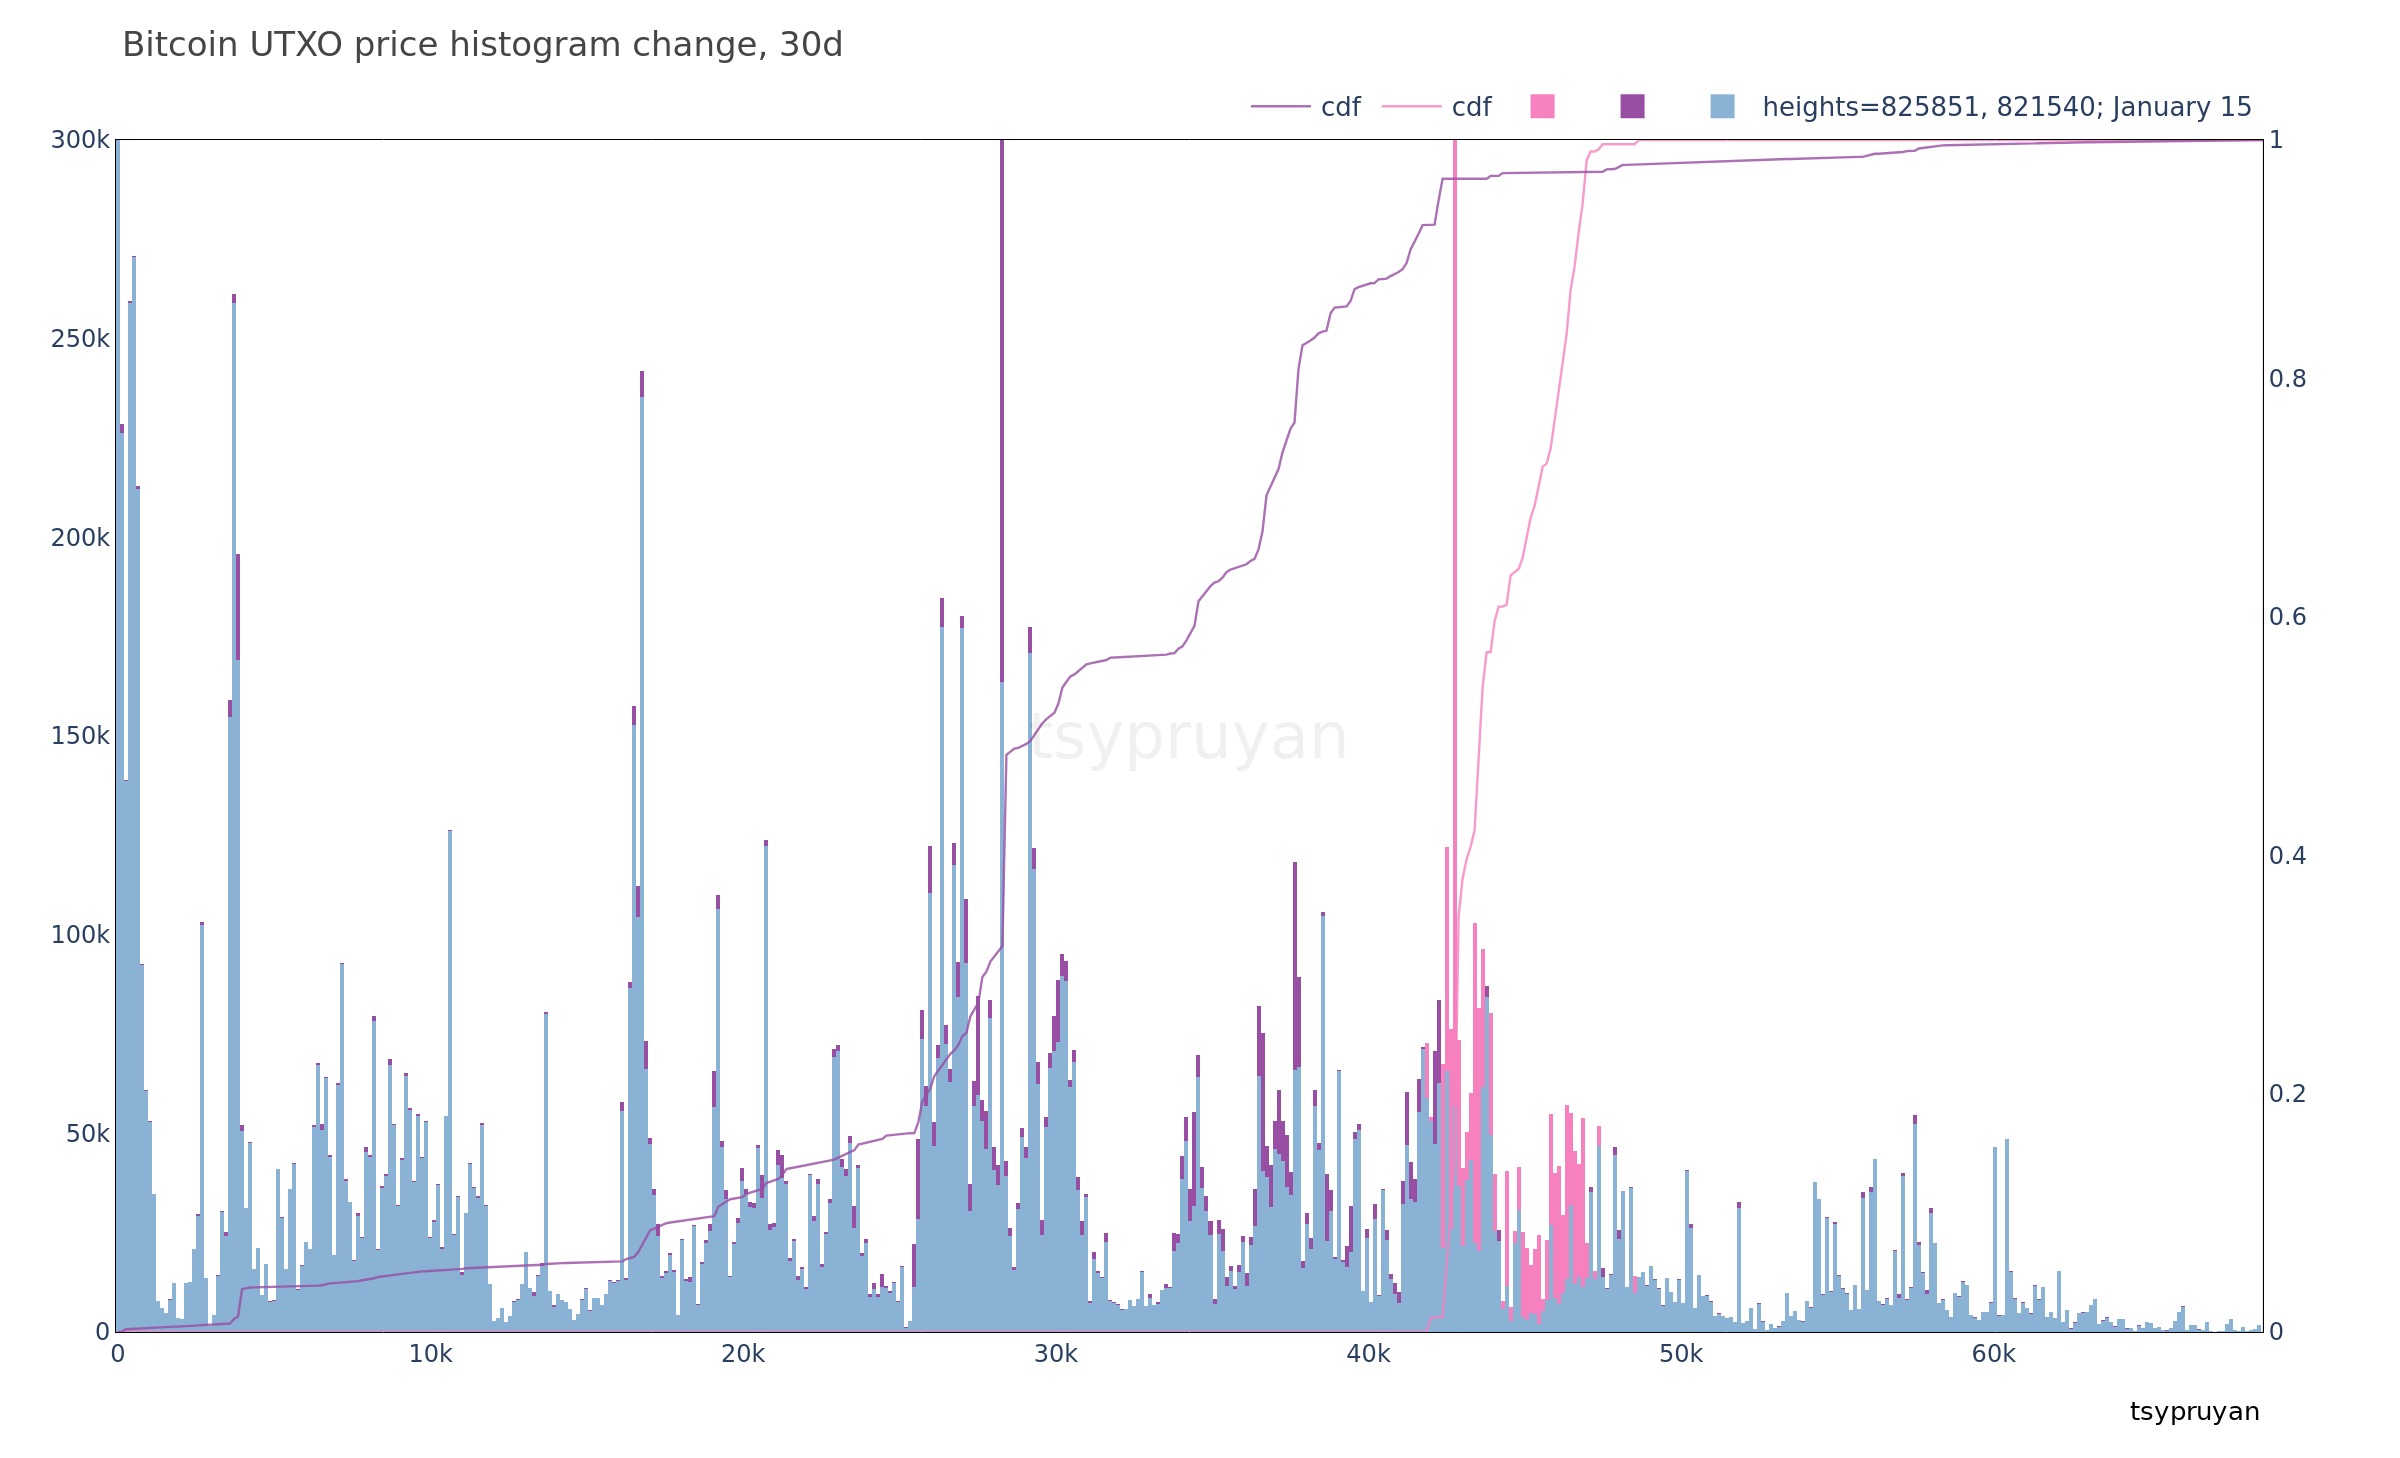 Bitcoin UTXO price histogram change, 30d
cdf cdf heights=825851, 821540; January 15
300k 1
250k
0.8
200k
0.6
150k
tsypruyan
0.4
100k
0.2
50k
0 0
0 10k 20k 30k 40k 50k 60k
tsypruyan